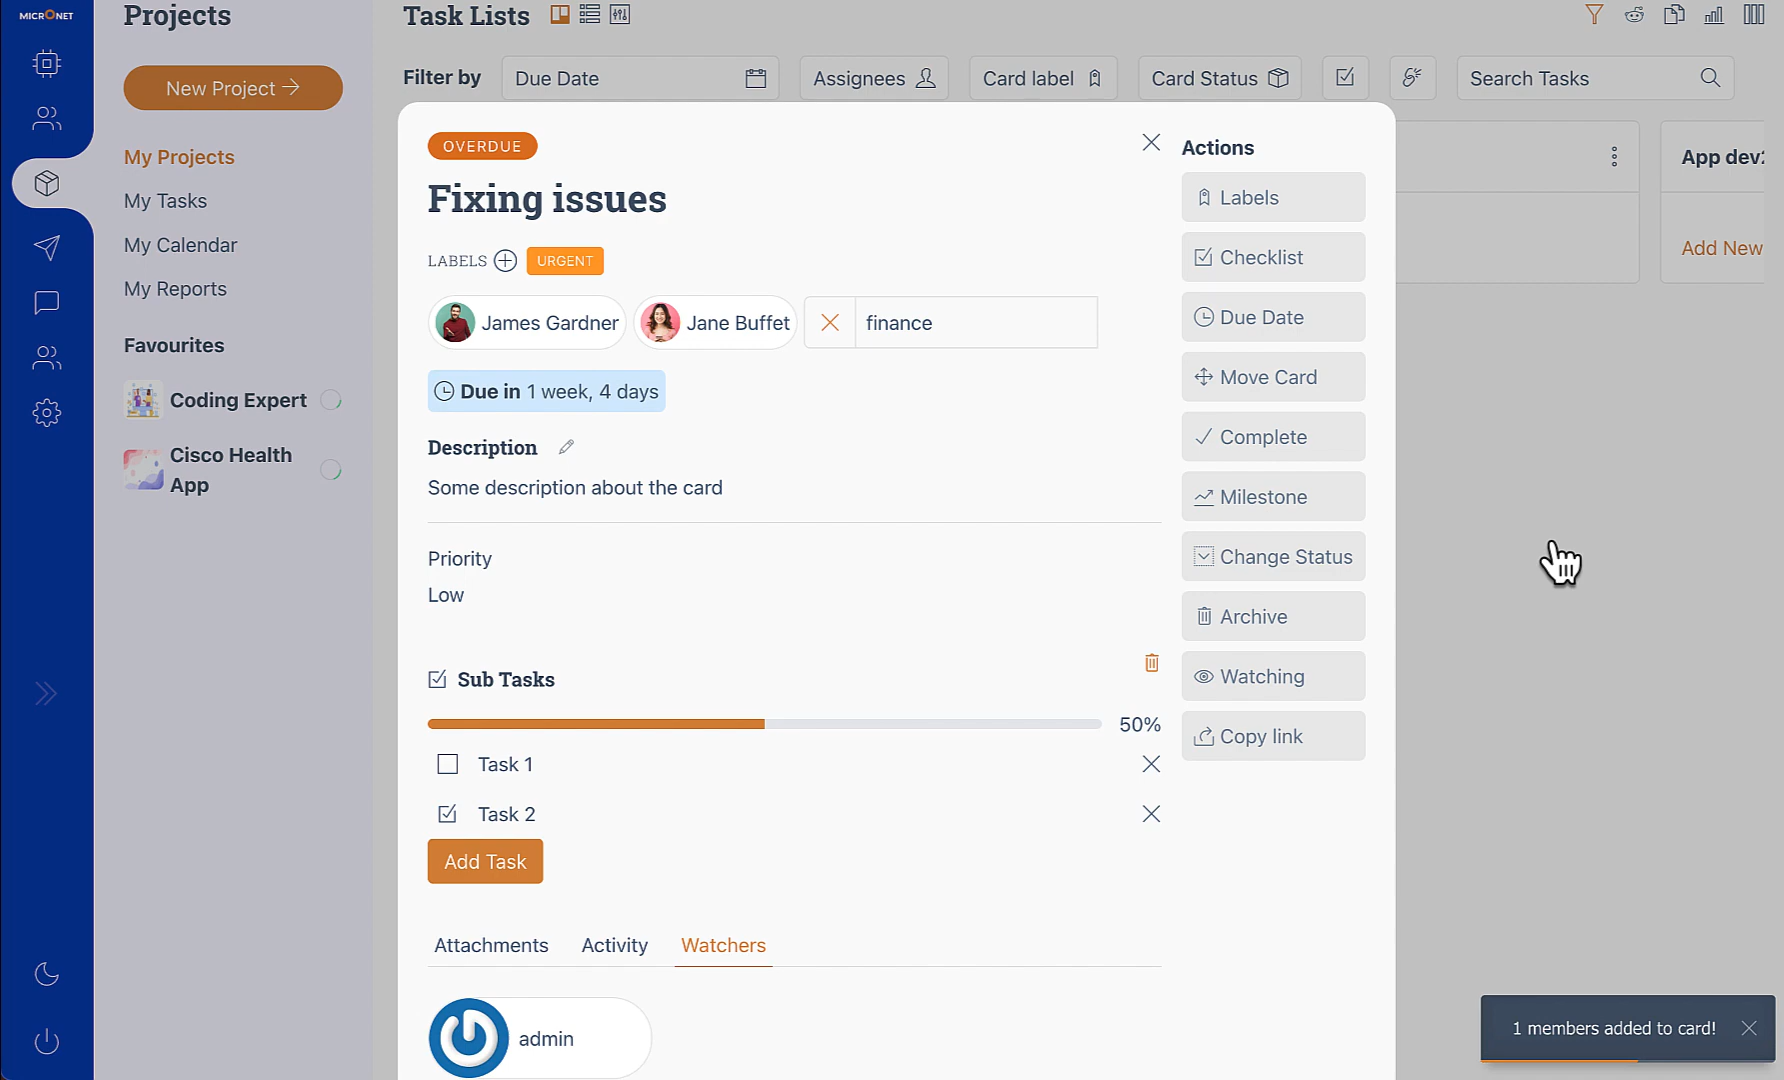 MICRONET
Projects
New Project
My Projects
My Tasks
My Calendar
My Reports
Favourites
Coding Expert
Cisco Health
App
Task Lists
Filter by
Due Date
Assignees
Card label
Card Status
Search Tasks
OVERDUE
Fixing issues
LABELS
URGENT
James Gardner
Jane Buffet
finance
Due in 1 week, 4 days
Description
Some description about the card
Priority
Low
Sub Tasks
50%
Task 1
Task 2
Add Task
Attachments
Activity
Watchers
admin
Actions
Labels
Checklist
Due Date
Move Card
Complete
Milestone
Change Status
Archive
Watching
Copy link
App dev2
Add New
1 members added to card!